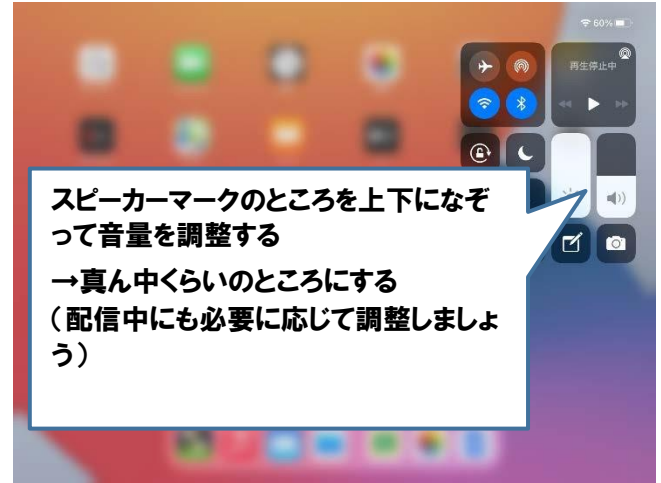 60%
再生停止中
スピーカーマークのところを上下になぞ
って音量を調整する
→真ん中くらいのところにする
（配信中にも必要に応じて調整しましょ
う）